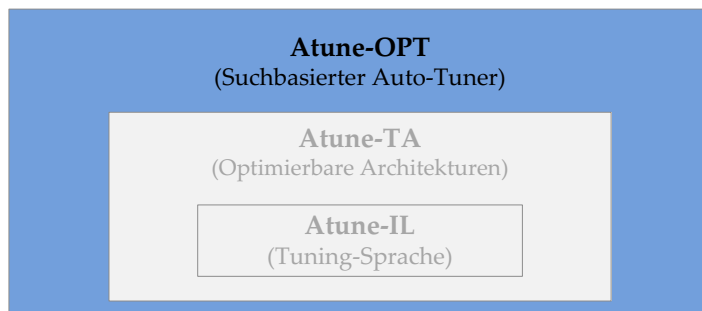 Atune-OPT
(Suchbasierter Auto-Tuner)
Atune-TA
(Optimierbare Architekturen)
Atune-IL
(Tuning-Sprache)